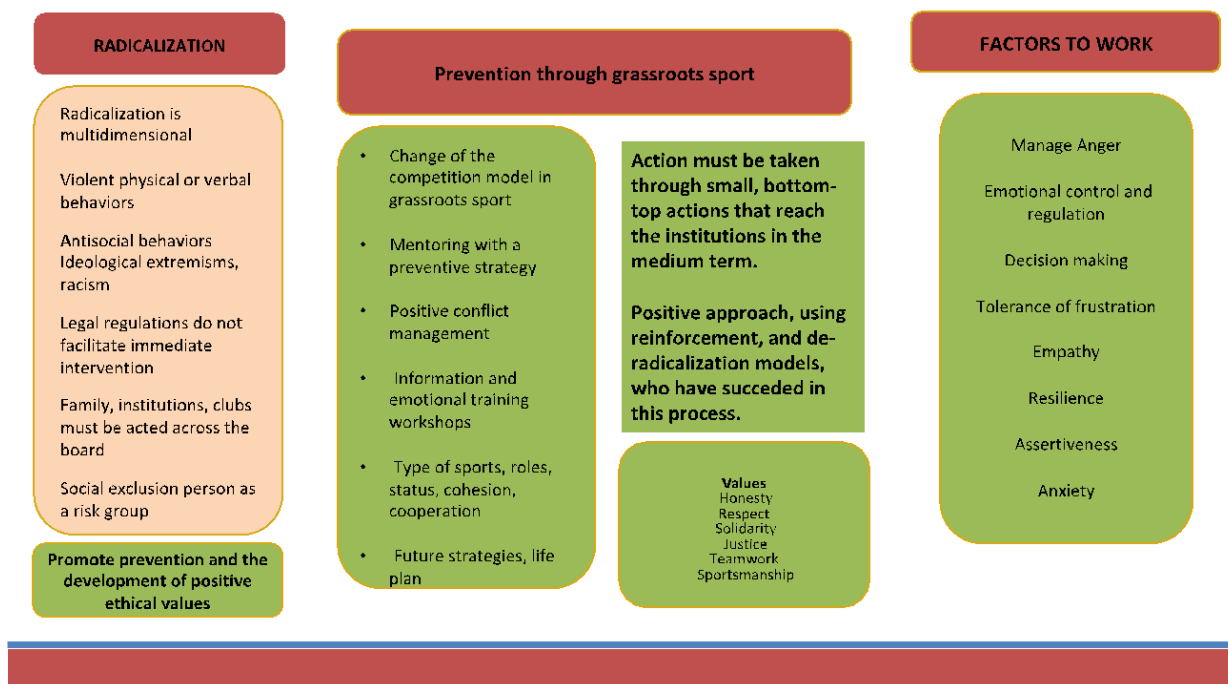 RADICALIZATION
Radicalization is
multidimensional
Violent physical or verbal
behaviors
Antisocial behaviors
Ideological extremisms,
racism
Legal regulations do not
facilitate immediate
intervention
Family, institutions, clubs
must be acted across the
board
Social exclusion person as
a risk group
Promote prevention and the
development of positive
ethical values
Prevention through grassroots sport
• Change of the
competition model in
grassroots sport
• Mentoring with a
preventive strategy
• Positive conflict
management
• Information and
emotional training
workshops
• Type of sports, roles,
status, cohesion,
cooperation
• Future strategies, life
plan
Action must be taken
through small, bottom-
top actions that reach
the institutions in the
medium term.
Positive approach, using
reinforcement, and de-
radicalization models,
who have succeded in
this process.
Values
Honesty
Respect
Solidarity
Justice
Teamwork
Sportsmanship
FACTORS TO WORK
Manage Anger
Emotional control and
regulation
Decision making
Tolerance of frustration
Empathy
Resilience
Assertiveness
Anxiety